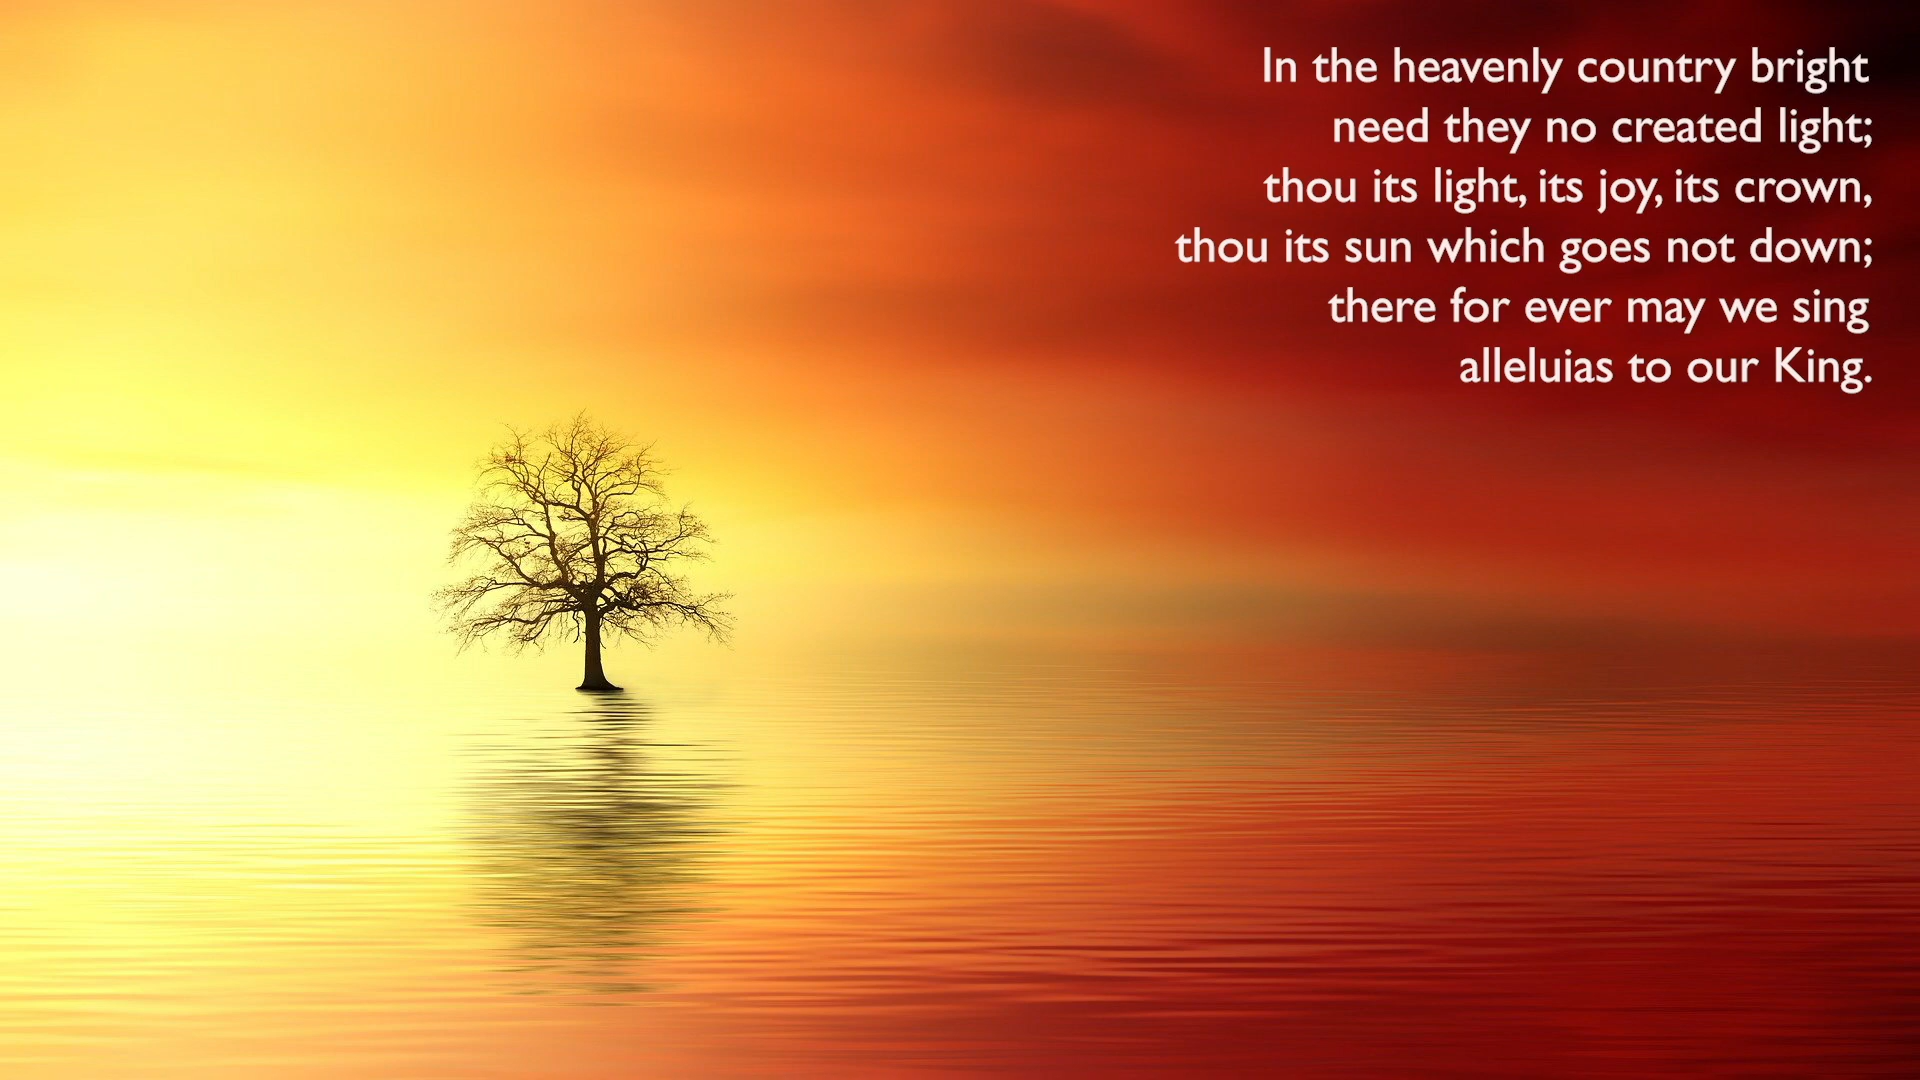 In the heavenly country bright
need they no created light;
thou its light, its joy, its crown,
thou its sun which goes not down;
there for ever may we sing
alleluias to our King.